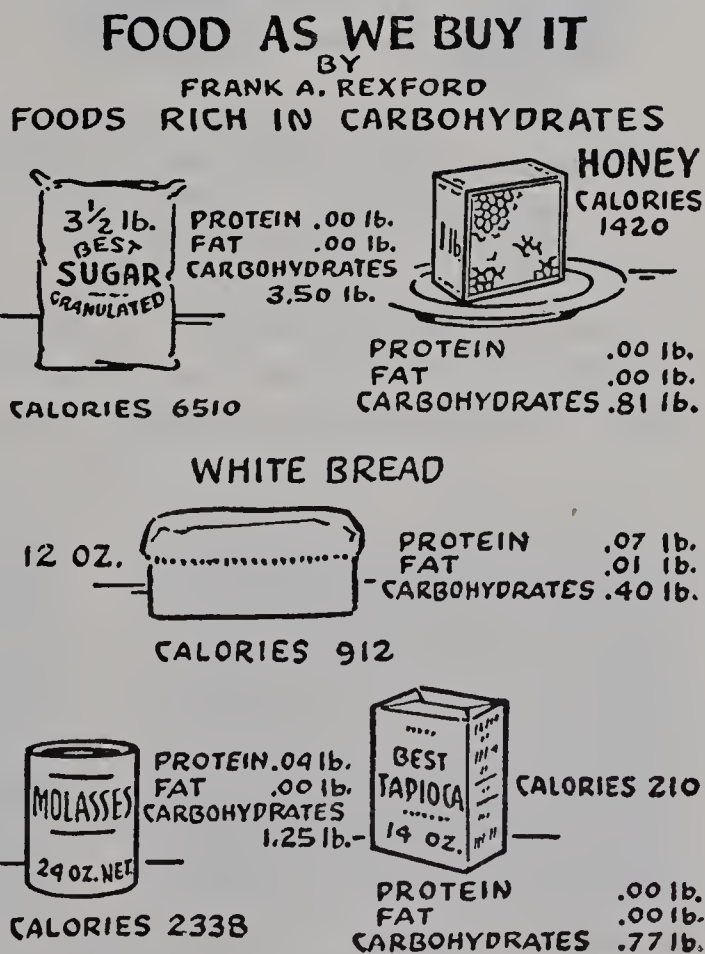 FOOD AS WE BUY IT
BY
FRANK A. REXFORD
FOODS RICH IN CARBOHYDRATES
3½ lb.
BEST
SUGAR
GRANULATED
PROTEIN .00 lb.
FAT .00 lb.
CARBOHYDRATES
3.50 lb.
CALORIES 6510
HONEY
CALORIES
1420
1 lb
PROTEIN .00 lb.
FAT .00 lb.
CARBOHYDRATES .81 lb.
WHITE BREAD
12 OZ.
PROTEIN .07 lb.
FAT .01 lb.
CARBOHYDRATES .40 lb.
CALORIES 912
MOLASSES
24 OZ. NET.
PROTEIN .04 lb.
FAT .00 lb.
CARBOHYDRATES
1.25 lb.
CALORIES 2338
BEST
TAPIOCA
14 OZ.
CALORIES 210
PROTEIN .00 lb.
FAT .00 lb.
CARBOHYDRATES .77 lb.